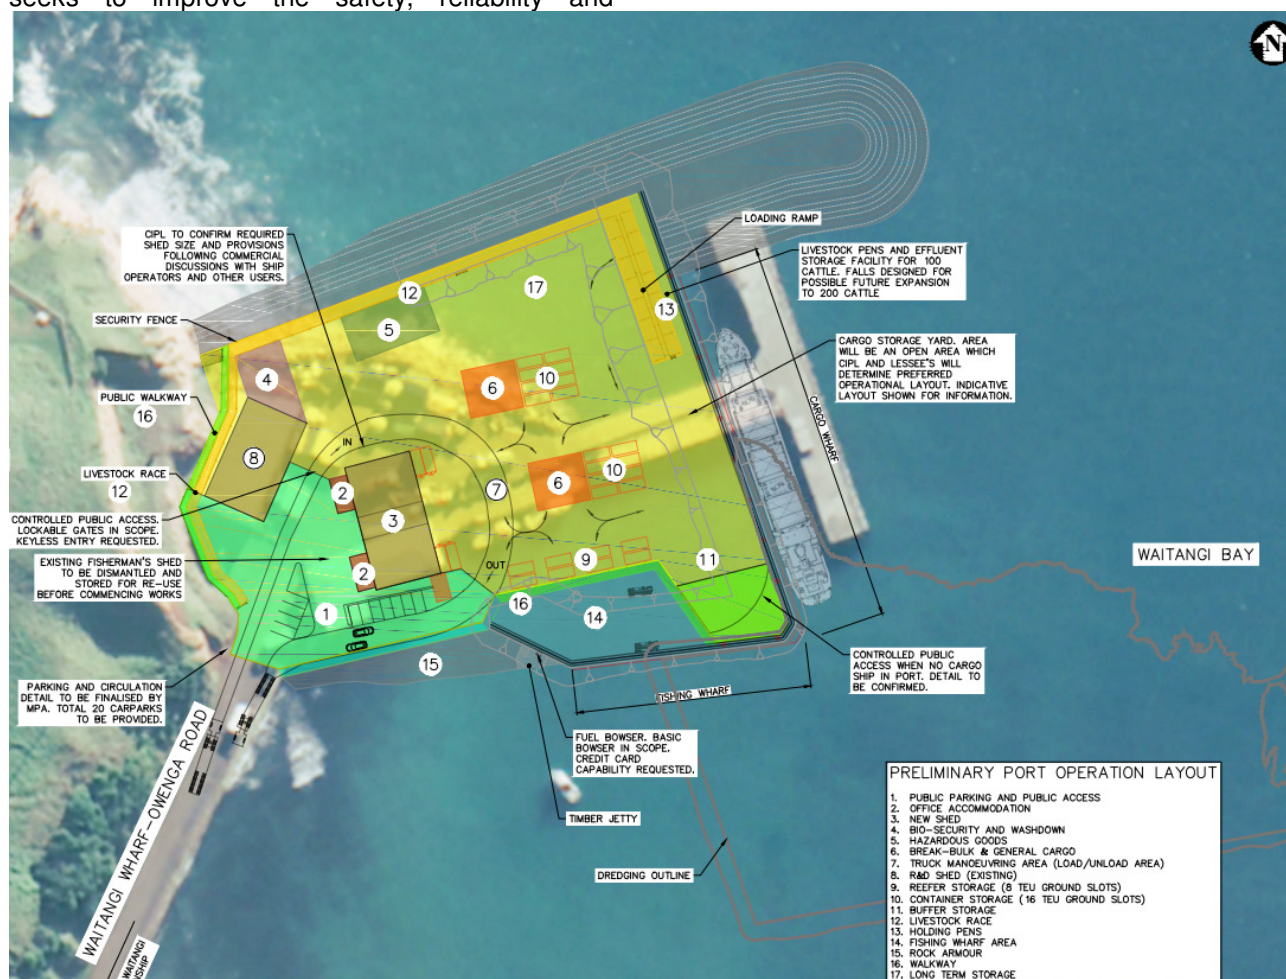 seeks to improve the safety, reliability and
N
CIPL TO CONFIRM REQUIRED
SHED SIZE AND PROVISIONS
FOLLOWING COMMERCIAL
DISCUSSIONS WITH SHIP
OPERATORS AND OTHER USERS.
LOADING RAMP
LIVESTOCK PENS AND EFFLUENT
STORAGE FACILITY FOR 100
CATTLE. FALLS DESIGNED FOR
POSSIBLE FUTURE EXPANSION
TO 200 CATTLE
12
17
13
SECURITY FENCE
5
CARGO STORAGE YARD. AREA
WILL BE AN OPEN AREA WHICH
CIPL AND LESSEE'S WILL
DETERMINE PREFERRED
OPERATIONAL LAYOUT. INDICATIVE
LAYOUT SHOWN FOR INFORMATION.
4
6
10
PUBLIC WALKWAY
16
CARGO WHARF
IN
8
LIVESTOCK RACE
12
2
7
6
10
3
CONTROLLED PUBLIC ACCESS.
LOCKABLE GATES IN SCOPE.
KEYLESS ENTRY REQUESTED.
EXISTING FISHERMAN'S SHED
TO BE DISMANTLED AND
STORED FOR RE-USE
BEFORE COMMENCING WORKS
2
OUT
9
11
WAITANGI BAY
1
16
14
15
CONTROLLED PUBLIC
ACCESS WHEN NO CARGO
SHIP IN PORT. DETAIL TO
BE CONFIRMED.
PARKING AND CIRCULATION
DETAIL TO BE FINALISED BY
MPA. TOTAL 20 CARPARKS
TO BE PROVIDED.
FISHING WHARF
FUEL BOWSER. BASIC
BOWSER IN SCOPE.
CREDIT CARD
CAPABILITY REQUESTED.
TIMBER JETTY
DREDGING OUTLINE
WAITANGI WHARF-OWENGA ROAD
WAITANGI
PRELIMINARY PORT OPERATION LAYOUT
1. PUBLIC PARKING AND PUBLIC ACCESS
2. OFFICE ACCOMMODATION
3. NEW SHED
4. BIO-SECURITY AND WASHDOWN
5. HAZARDOUS GOODS
6. BREAK-BULK & GENERAL CARGO
7. TRUCK MANOEUVRING AREA (LOAD/UNLOAD AREA)
8. R&D SHED (EXISTING)
9. REEFER STORAGE (8 TEU GROUND SLOTS)
10. CONTAINER STORAGE (16 TEU GROUND SLOTS)
11. BUFFER STORAGE
12. LIVESTOCK RACE
13. HOLDING PENS
14. FISHING WHARF AREA
15. ROCK ARMOUR
16. WALKWAY
17. LONG TERM STORAGE